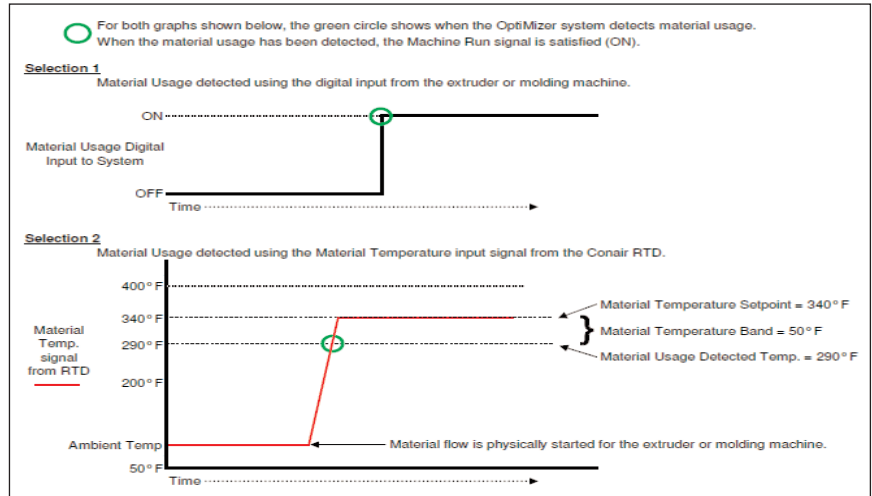 For both graphs shown below, the green circle shows when the OptiMizer system detects material usage.
When the material usage has been detected, the Machine Run signal is satisfied (ON).
Selection 1
Material Usage detected using the digital input from the extruder or molding machine.
ON
Material Usage Digital
Input to System
OFF
Time
Selection 2
Material Usage detected using the Material Temperature input signal from the Conair RTD.
400° F
340° F
290° F
200° F
Material
Temp.
signal
from RTD
Material Temperature Setpoint = 340° F
} Material Temperature Band = 50° F
Material Usage Detected Temp. = 290° F
Ambient Temp
Material flow is physically started for the extruder or molding machine.
50° F
Time